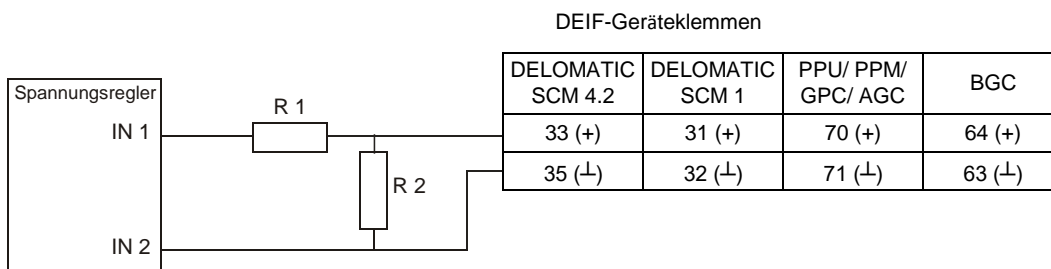 DEIF-Geräteklemmen
DELOMATIC DELOMATIC PPU/ PPM/ BGC
SCM 4.2 SCM 1 GPC/ AGC
Spannungsregler
R 1
IN 1
33 (+) 31 (+) 70 (+) 64 (+)
35 (⊥) 32 (⊥) 71 (⊥) 63 (⊥)
R 2
IN 2